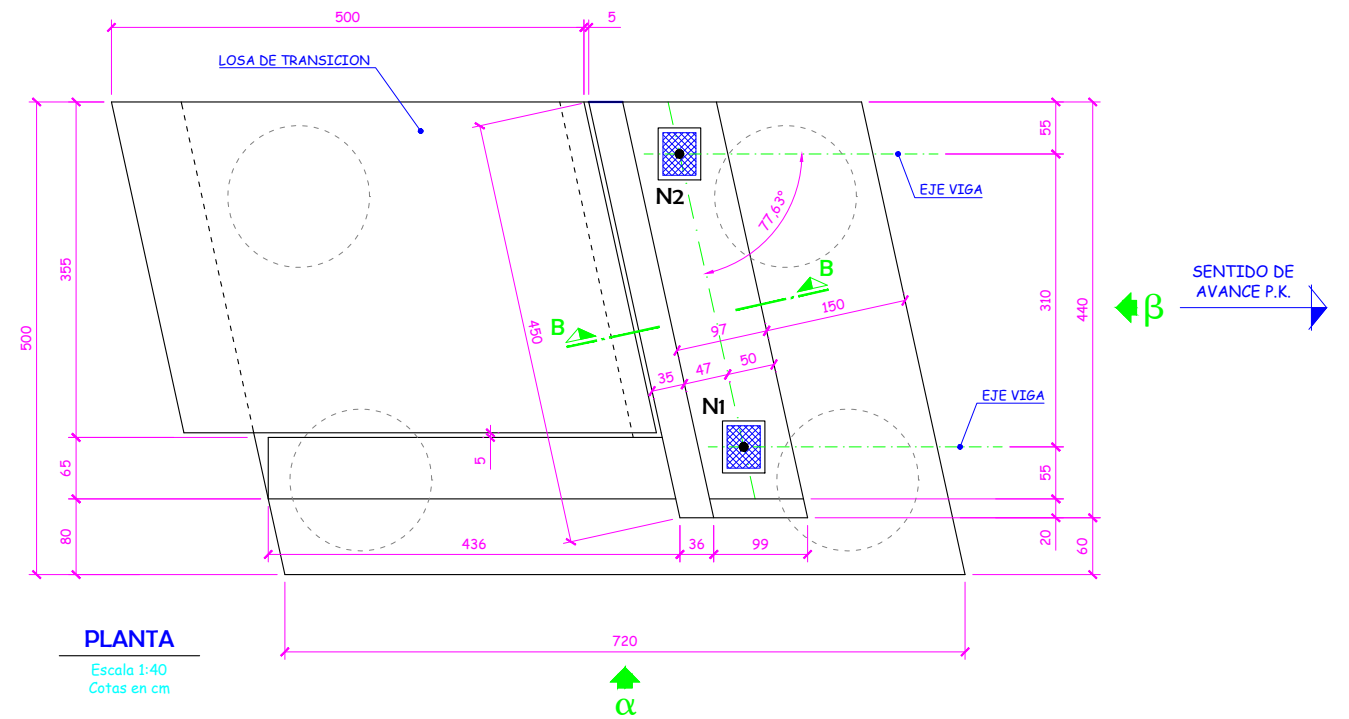 500
5
LOSA DE TRANSICION
55
N2
EJE VIGA
77,63°
355
500
B
SENTIDO DE
AVANCE P.K.
β
310
440
150
450
B
97
50
47
35
EJE VIGA
N1
65
5
55
80
436
36
99
20
60
720
PLANTA
Escala 1:40
Cotas en cm
α